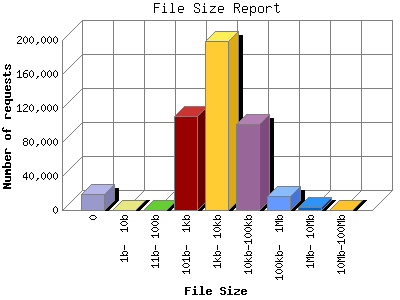 File Size Report
Number of requests
200,000
160,000
120,000
80,000
40,000
0
0
1b- 10b
11b- 100b
101b- 1kb
1kb- 10kb
10kb-100kb
100kb- 1Mb
1Mb- 10Mb
10Mb-100Mb
File Size